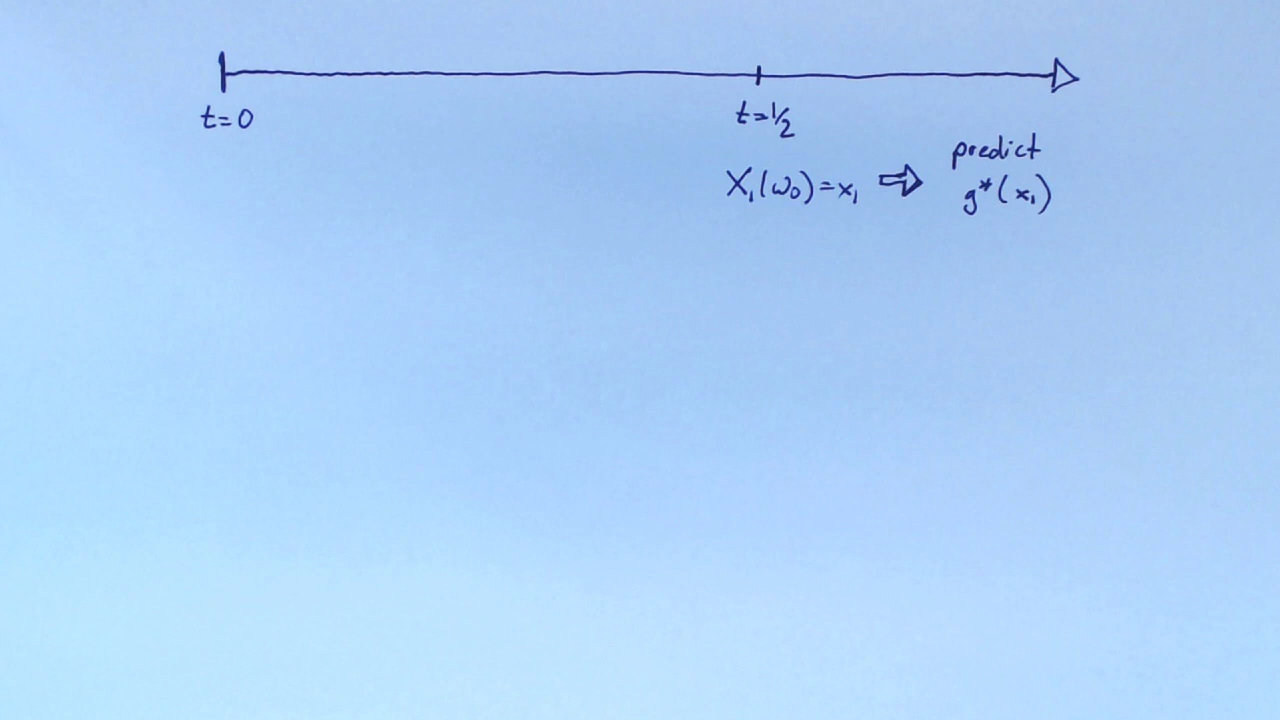 t=0
t=1/2
X₁(ω₀)=x₁ ⇒ predict
g*(x₁)